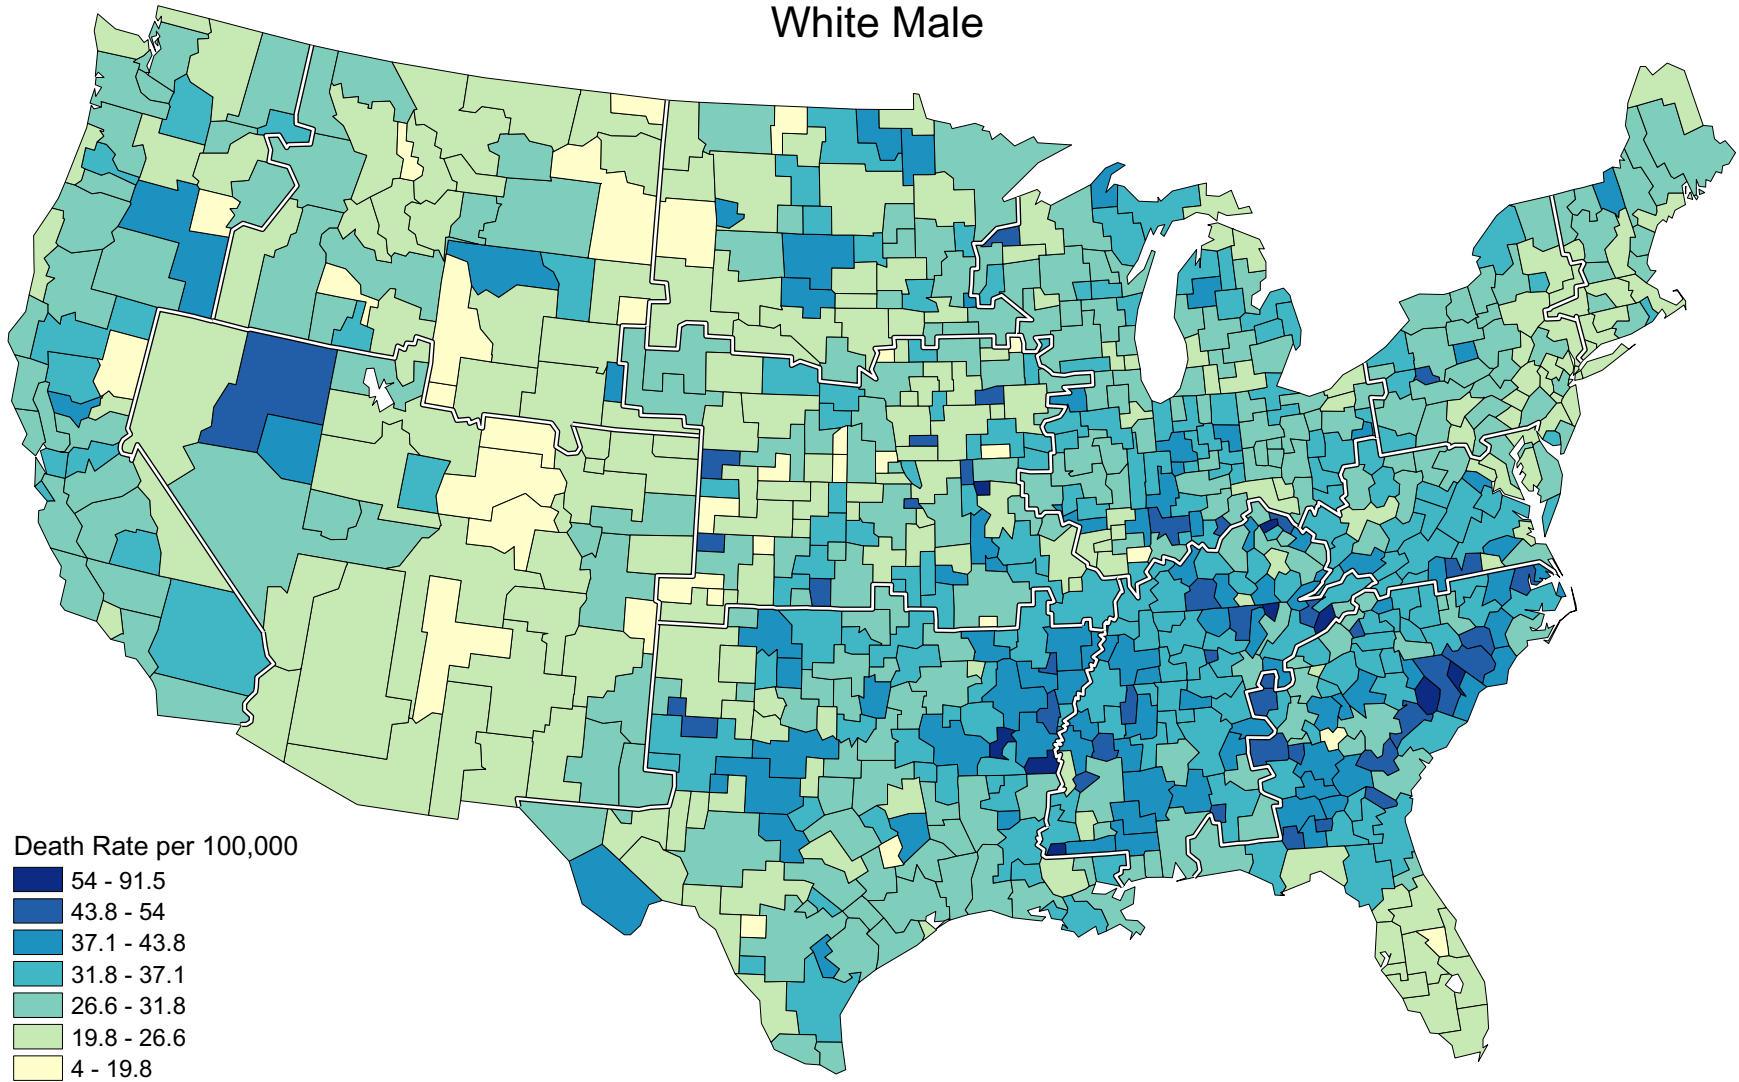 White Male
Death Rate per 100,000
54 - 91.5
43.8 - 54
37.1 - 43.8
31.8 - 37.1
26.6 - 31.8
19.8 - 26.6
4 - 19.8